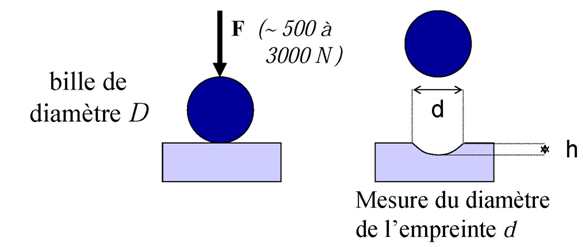 F (~ 500 à
3000 N)
bille de
diamètre D
d
h
Mesure du diamètre
de l'empreinte d